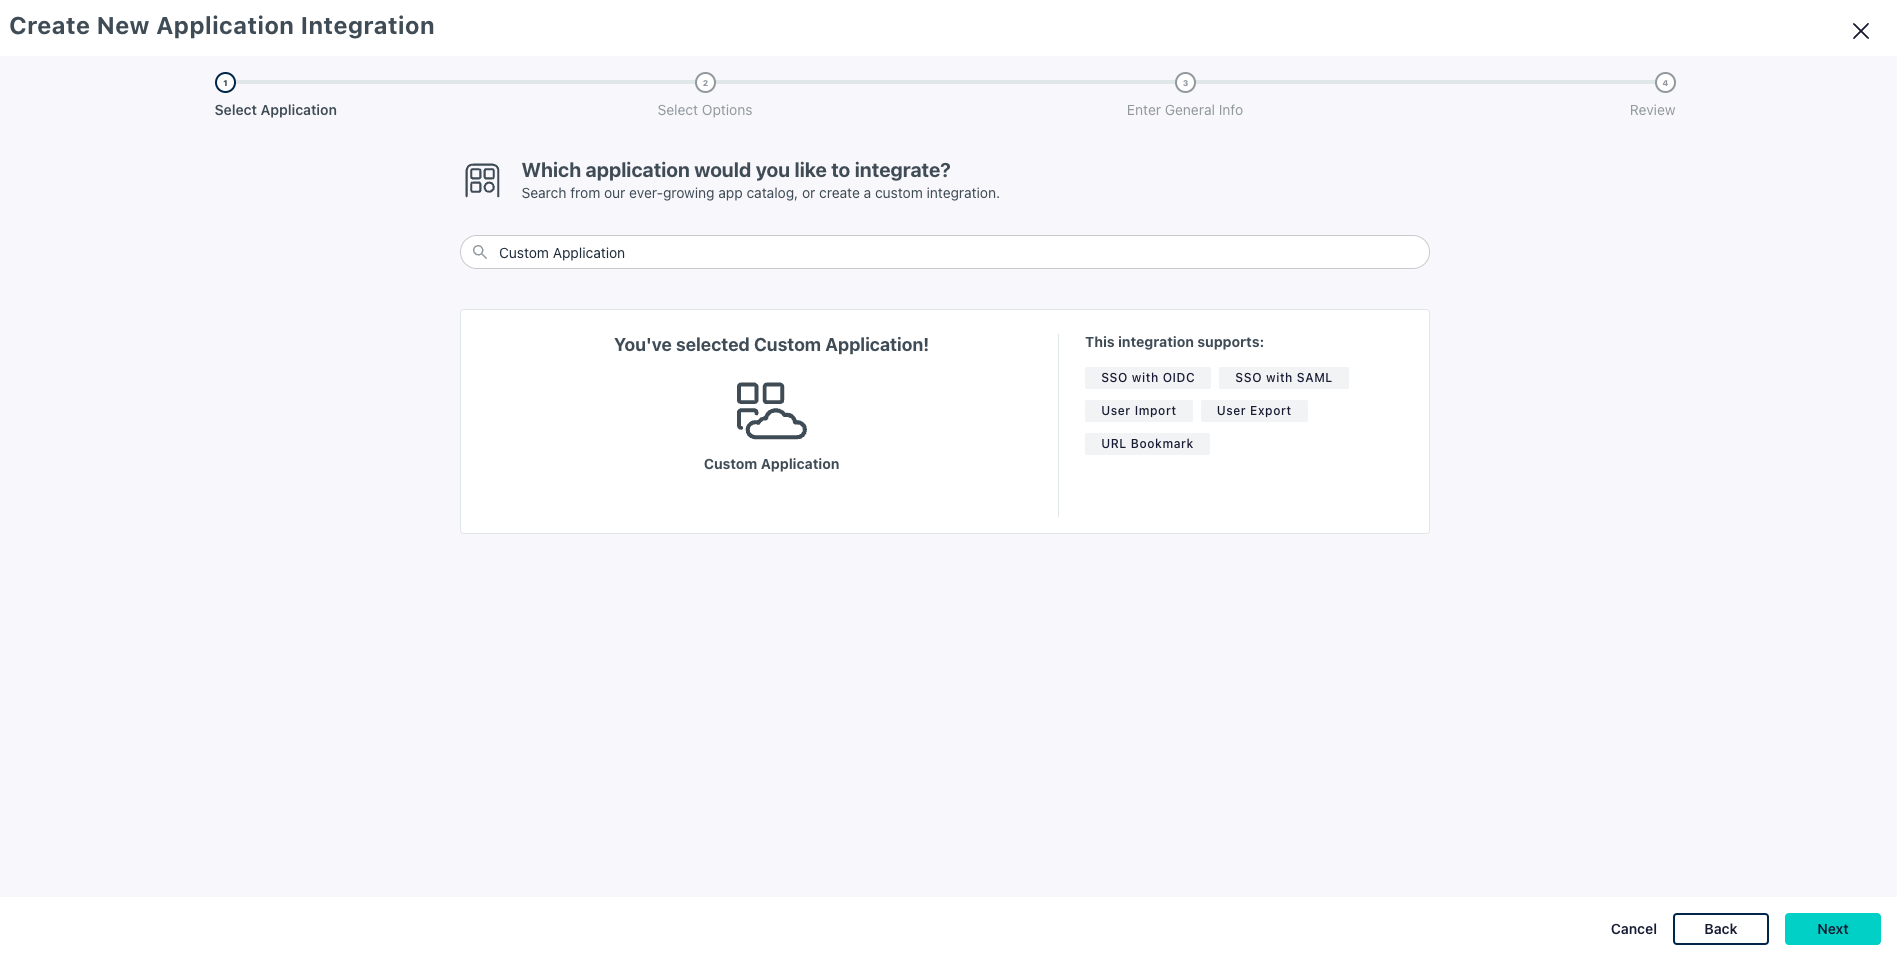 Create New Application Integration
1
2
3
4
Select Application
Select Options
Enter General Info
Review
Which application would you like to integrate?
Search from our ever-growing app catalog, or create a custom integration.
Custom Application
You've selected Custom Application!
Custom Application
This integration supports:
SSO with OIDC
SSO with SAML
User Import
User Export
URL Bookmark
Cancel
Back
Next